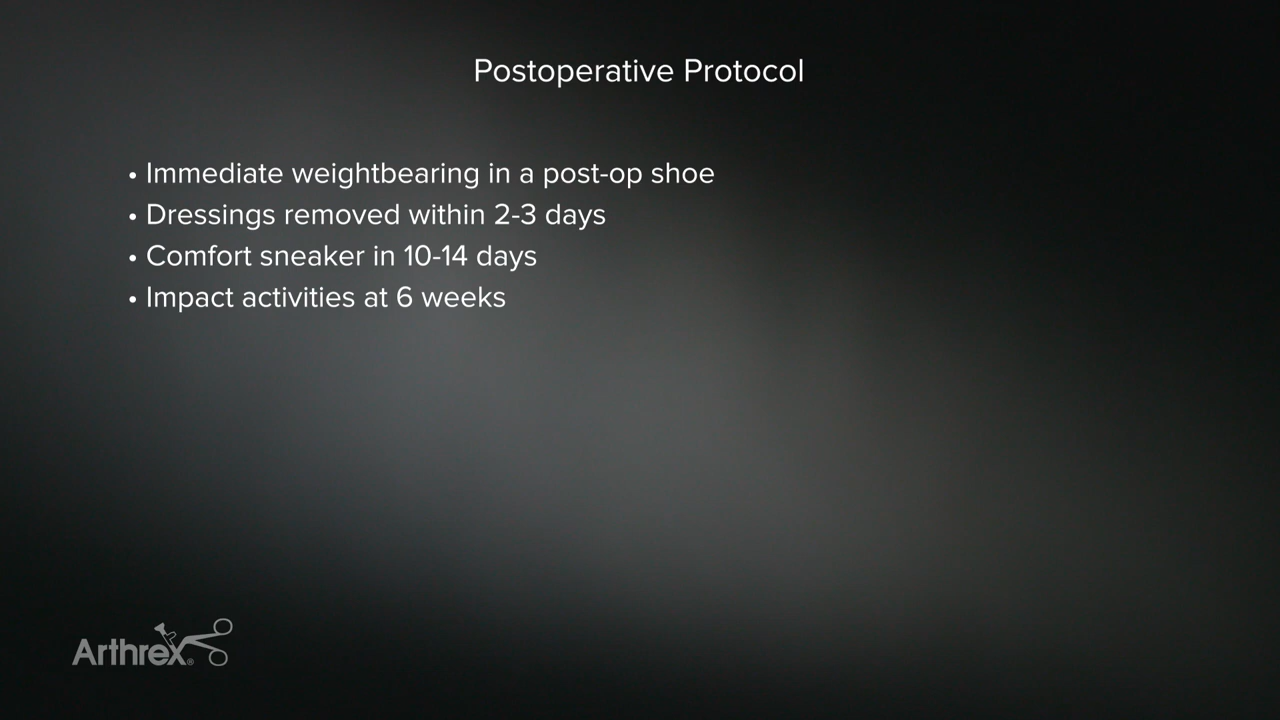 Postoperative Protocol
• Immediate weightbearing in a post-op shoe
• Dressings removed within 2-3 days
• Comfort sneaker in 10-14 days
• Impact activities at 6 weeks
Arthrex®